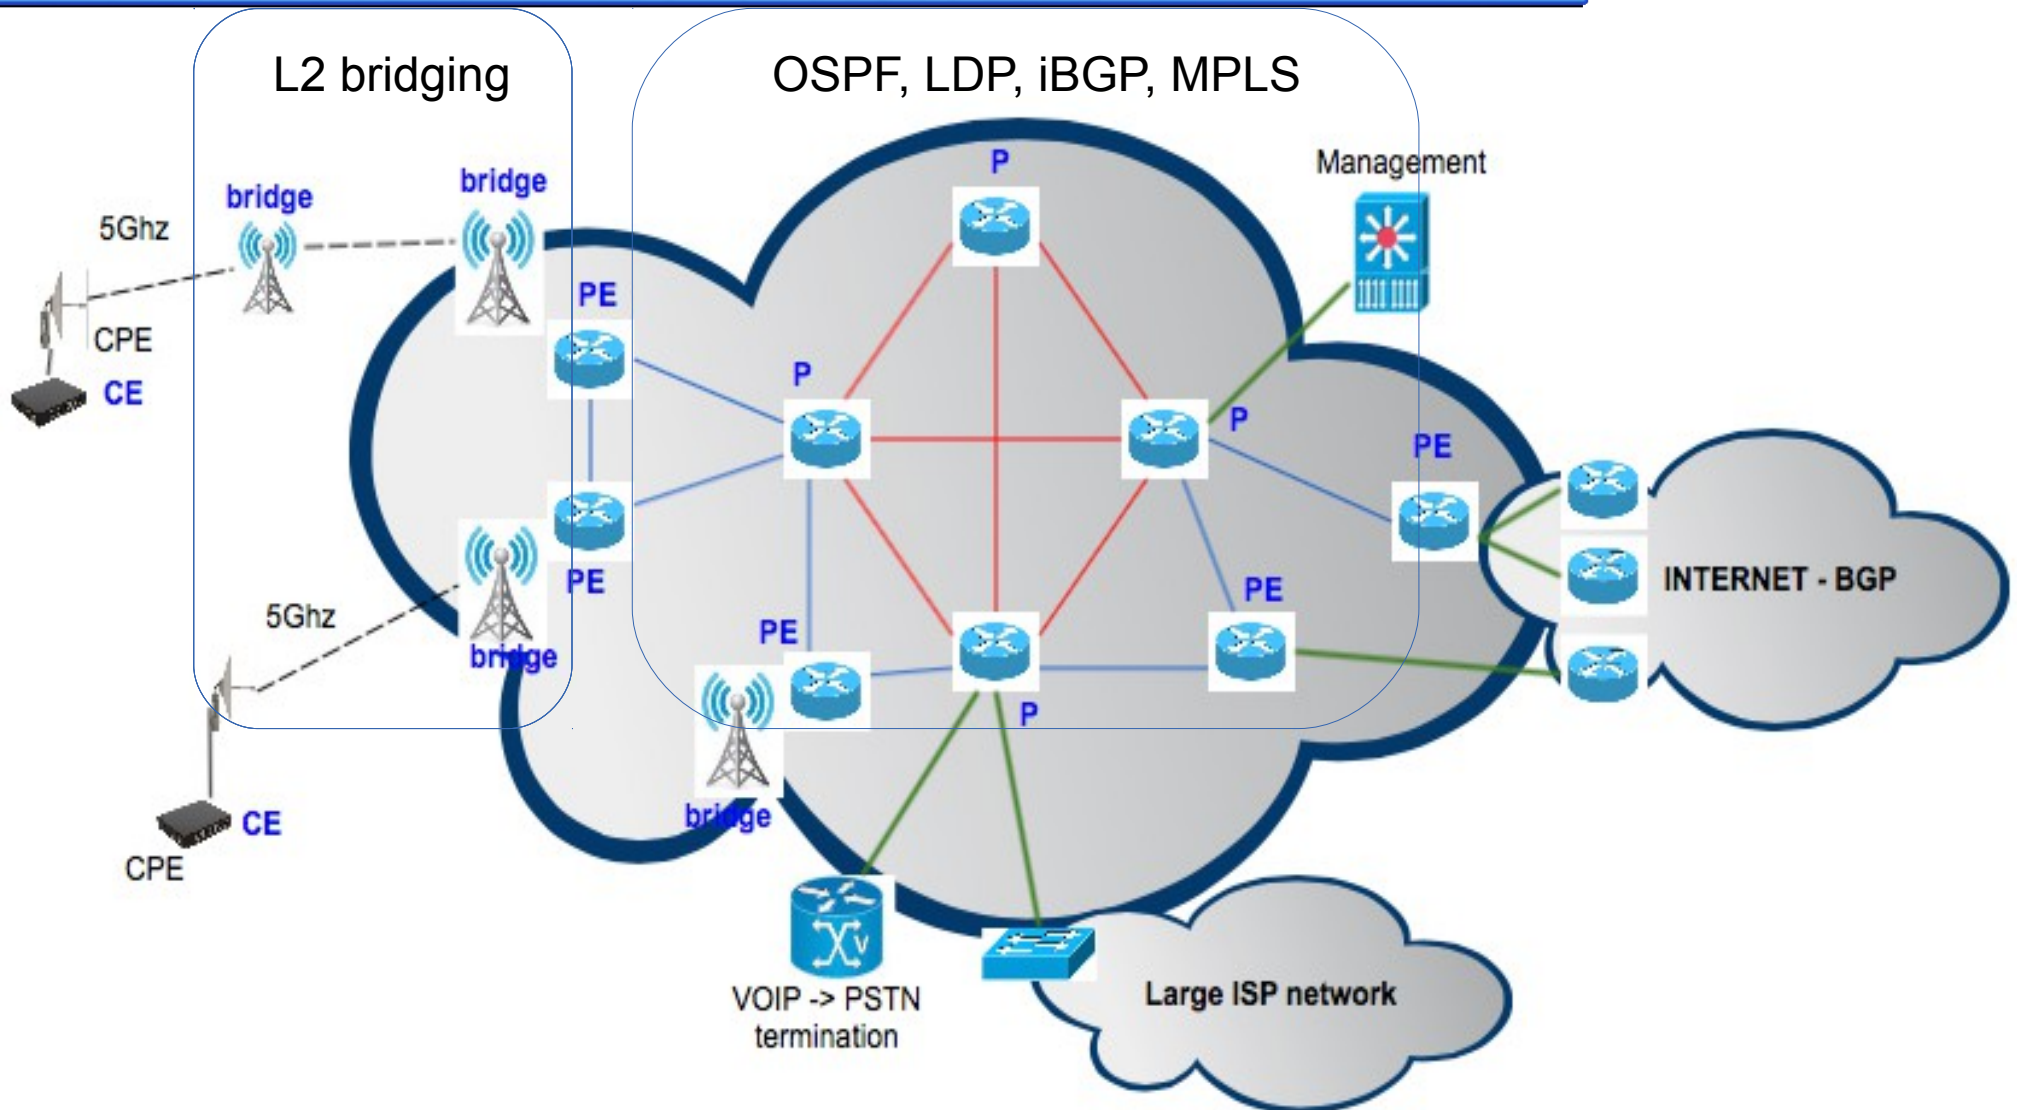 L2 bridging
OSPF, LDP, iBGP, MPLS
P
Management
bridge
bridge
5Ghz
PE
CPE
CE
P
P
PE
PE
INTERNET - BGP
PE
PE
5Ghz
bridge
P
bridge
CE
CPE
V
VOIP -> PSTN
termination
Large ISP network